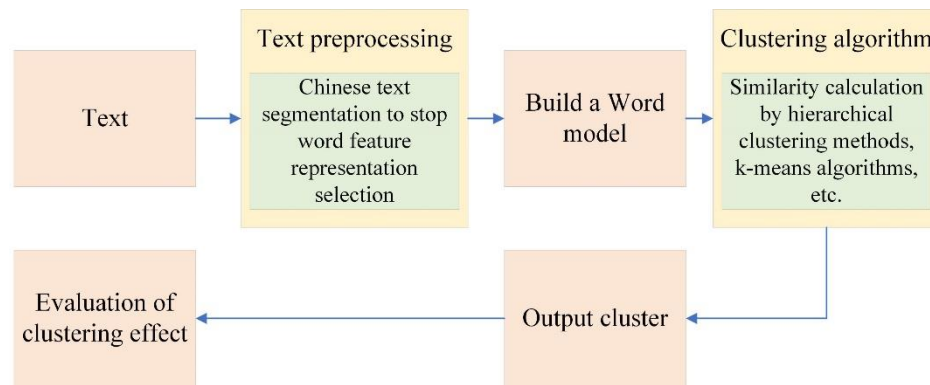 Text
Text preprocessing
Chinese text
segmentation to stop
word feature
representation
selection
Build a Word
model
Clustering algorithm
Similarity calculation
by hierarchical
clustering methods,
k-means algorithms,
etc.
Output cluster
Evaluation of
clustering effect